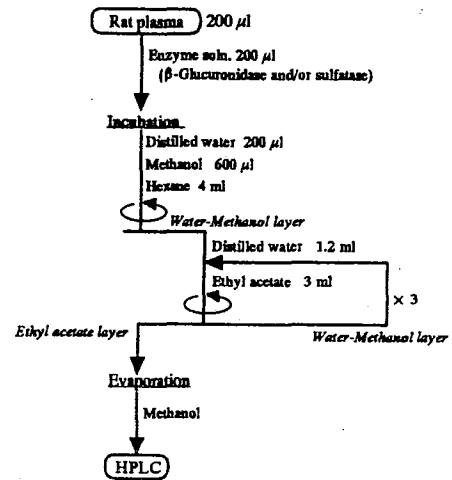 Rat plasma 200 μl
Enzyme soln. 200 μl
(β-Glucuronidase and/or sulfatase)
Incubation
Distilled water 200 μl
Methanol 600 μl
Hexane 4 ml
Water-Methanol layer
Distilled water 1.2 ml
Ethyl acetate 3 ml
× 3
Ethyl acetate layer
Water-Methanol layer
Evaporation
Methanol
HPLC